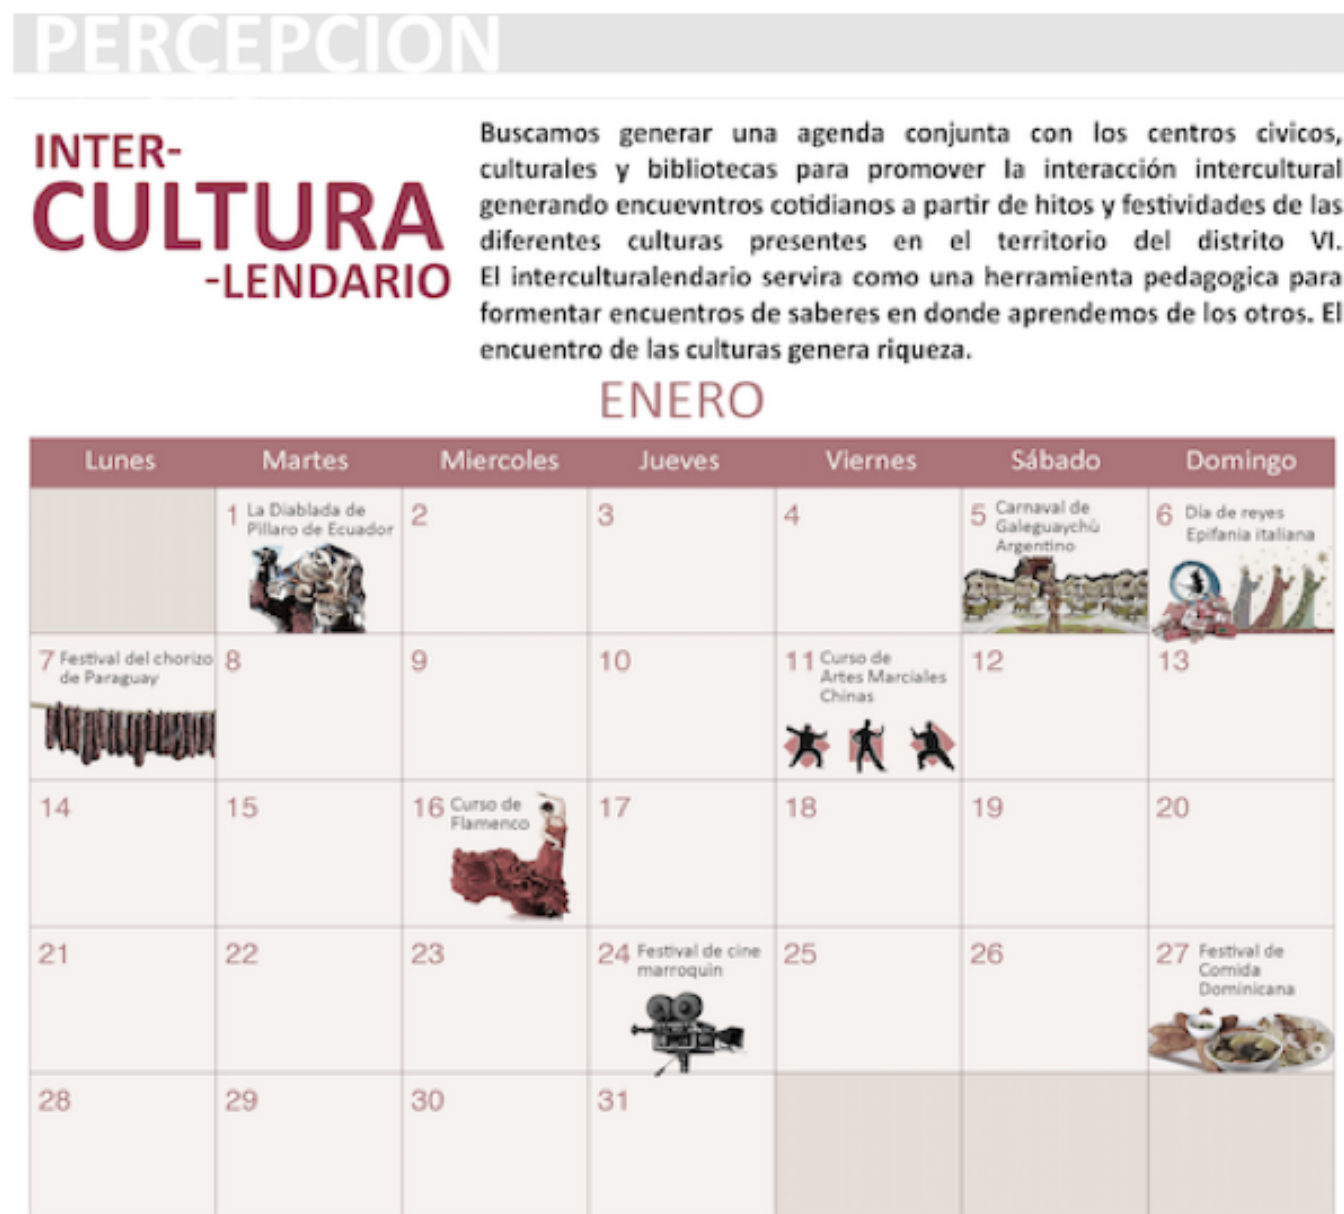 PERCEPCION
INTER-
CULTURA
-LENDARIO
Buscamos generar una agenda conjunta con los centros civicos,
culturales y bibliotecas para promover la interacción intercultural
generando encuevntros cotidianos a partir de hitos y festividades de las
diferentes culturas presentes en el territorio del distrito VI.
El interculturalendario servira como una herramienta pedagogica para
formentar encuentros de saberes en donde aprendemos de los otros. El
encuentro de las culturas genera riqueza.
ENERO
Lunes Martes Miercoles Jueves Viernes Sábado Domingo
1 La Diablada de
Pillaro de Ecuador
2
3
4
5 Carnaval de
Galeguaychù
Argentino
6 Dia de reyes
Epifania italiana
7 Festival del chorizo
de Paraguay
8
9
10
11 Curso de
Artes Marciales
Chinas
12
13
14
15
16 Curso de
Flamenco
17
18
19
20
21
22
23
24 Festival de cine
marroquin
25
26
27 Festival de
Comida
Dominicana
28
29
30
31